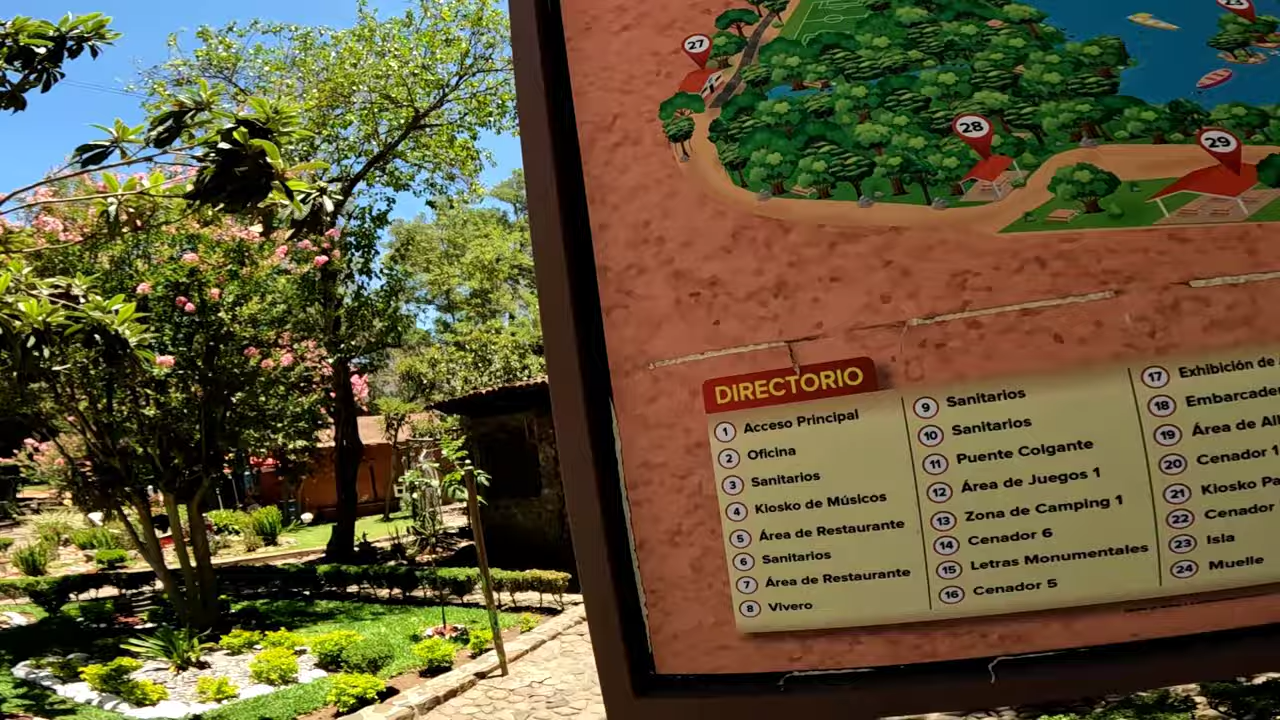 23
27
28
29
DIRECTORIO
1 Acceso Principal
2 Oficina
3 Sanitarios
4 Kiosko de Músicos
5 Área de Restaurante
6 Sanitarios
7 Área de Restaurante
8 Vivero
9 Sanitarios
10 Sanitarios
11 Puente Colgante
12 Área de Juegos 1
13 Zona de Camping 1
14 Cenador 6
15 Letras Monumentales
16 Cenador 5
17 Exhibición de
18
19 Área de
20 Cenador
21 Kiosko
22 Cenador
23 Isla
24 Muelle